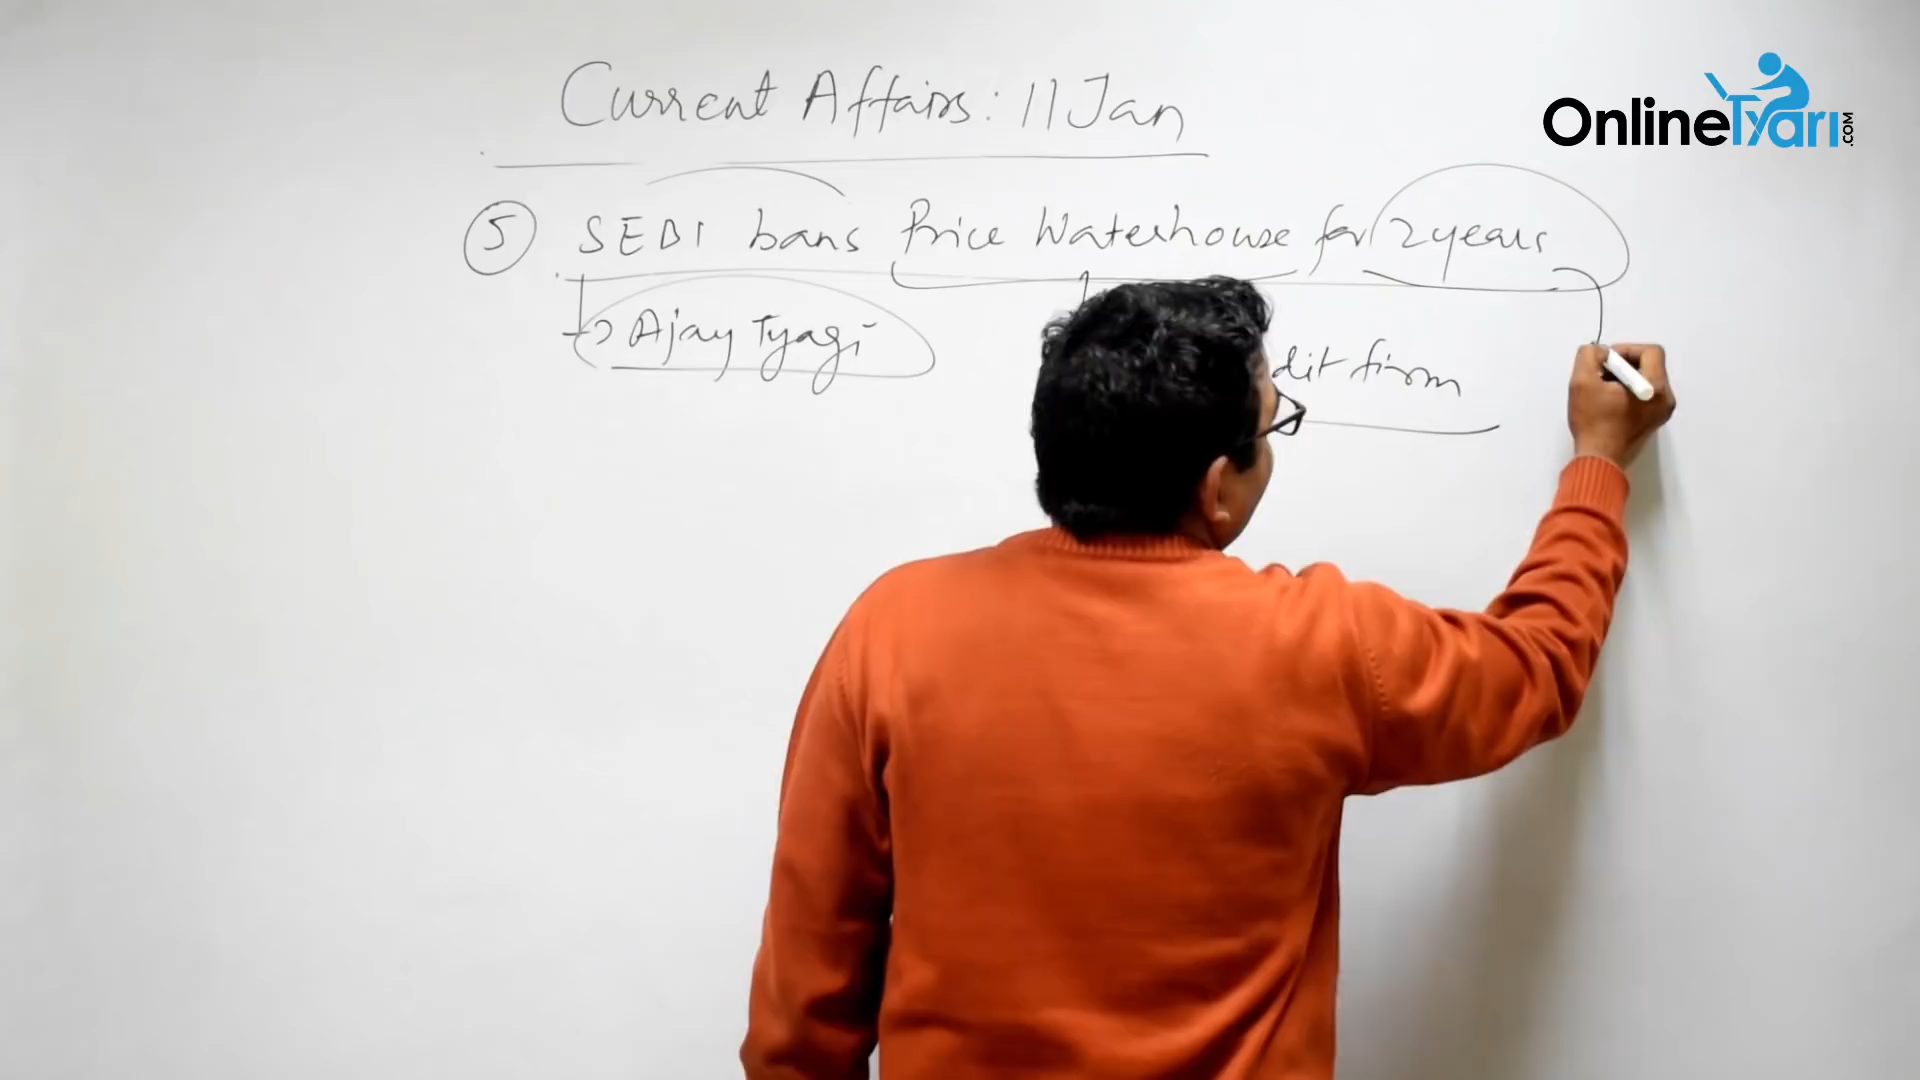 Current Affairs: 11 Jan
OnlineTyari.COM
5 SEBI bans Price Waterhouse for 2 years
Ajay Tyagi
dit firm